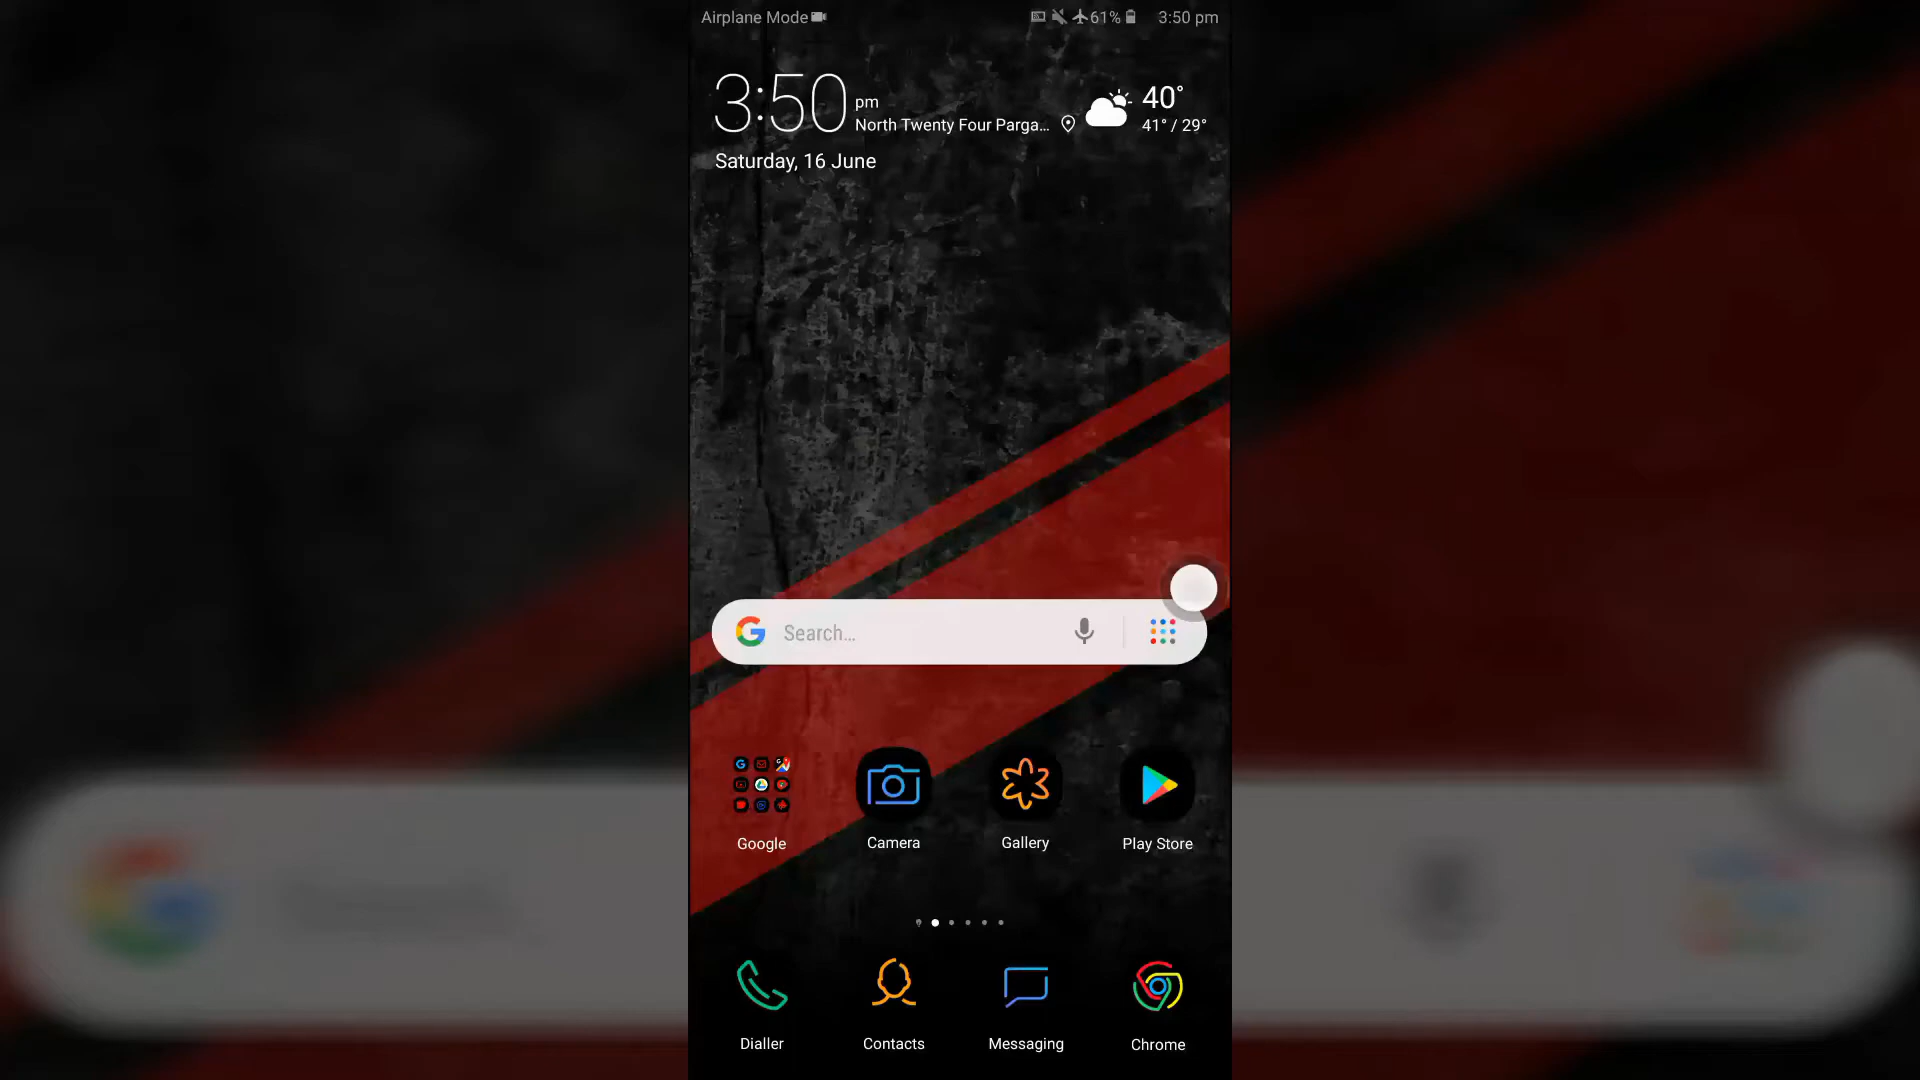 Airplane Mode 61% 3:50 pm
3:50 pm
North Twenty Four Parga...
40°
41° / 29°
Saturday, 16 June
Search...
Google Camera Gallery Play Store
Dialler Contacts Messaging Chrome